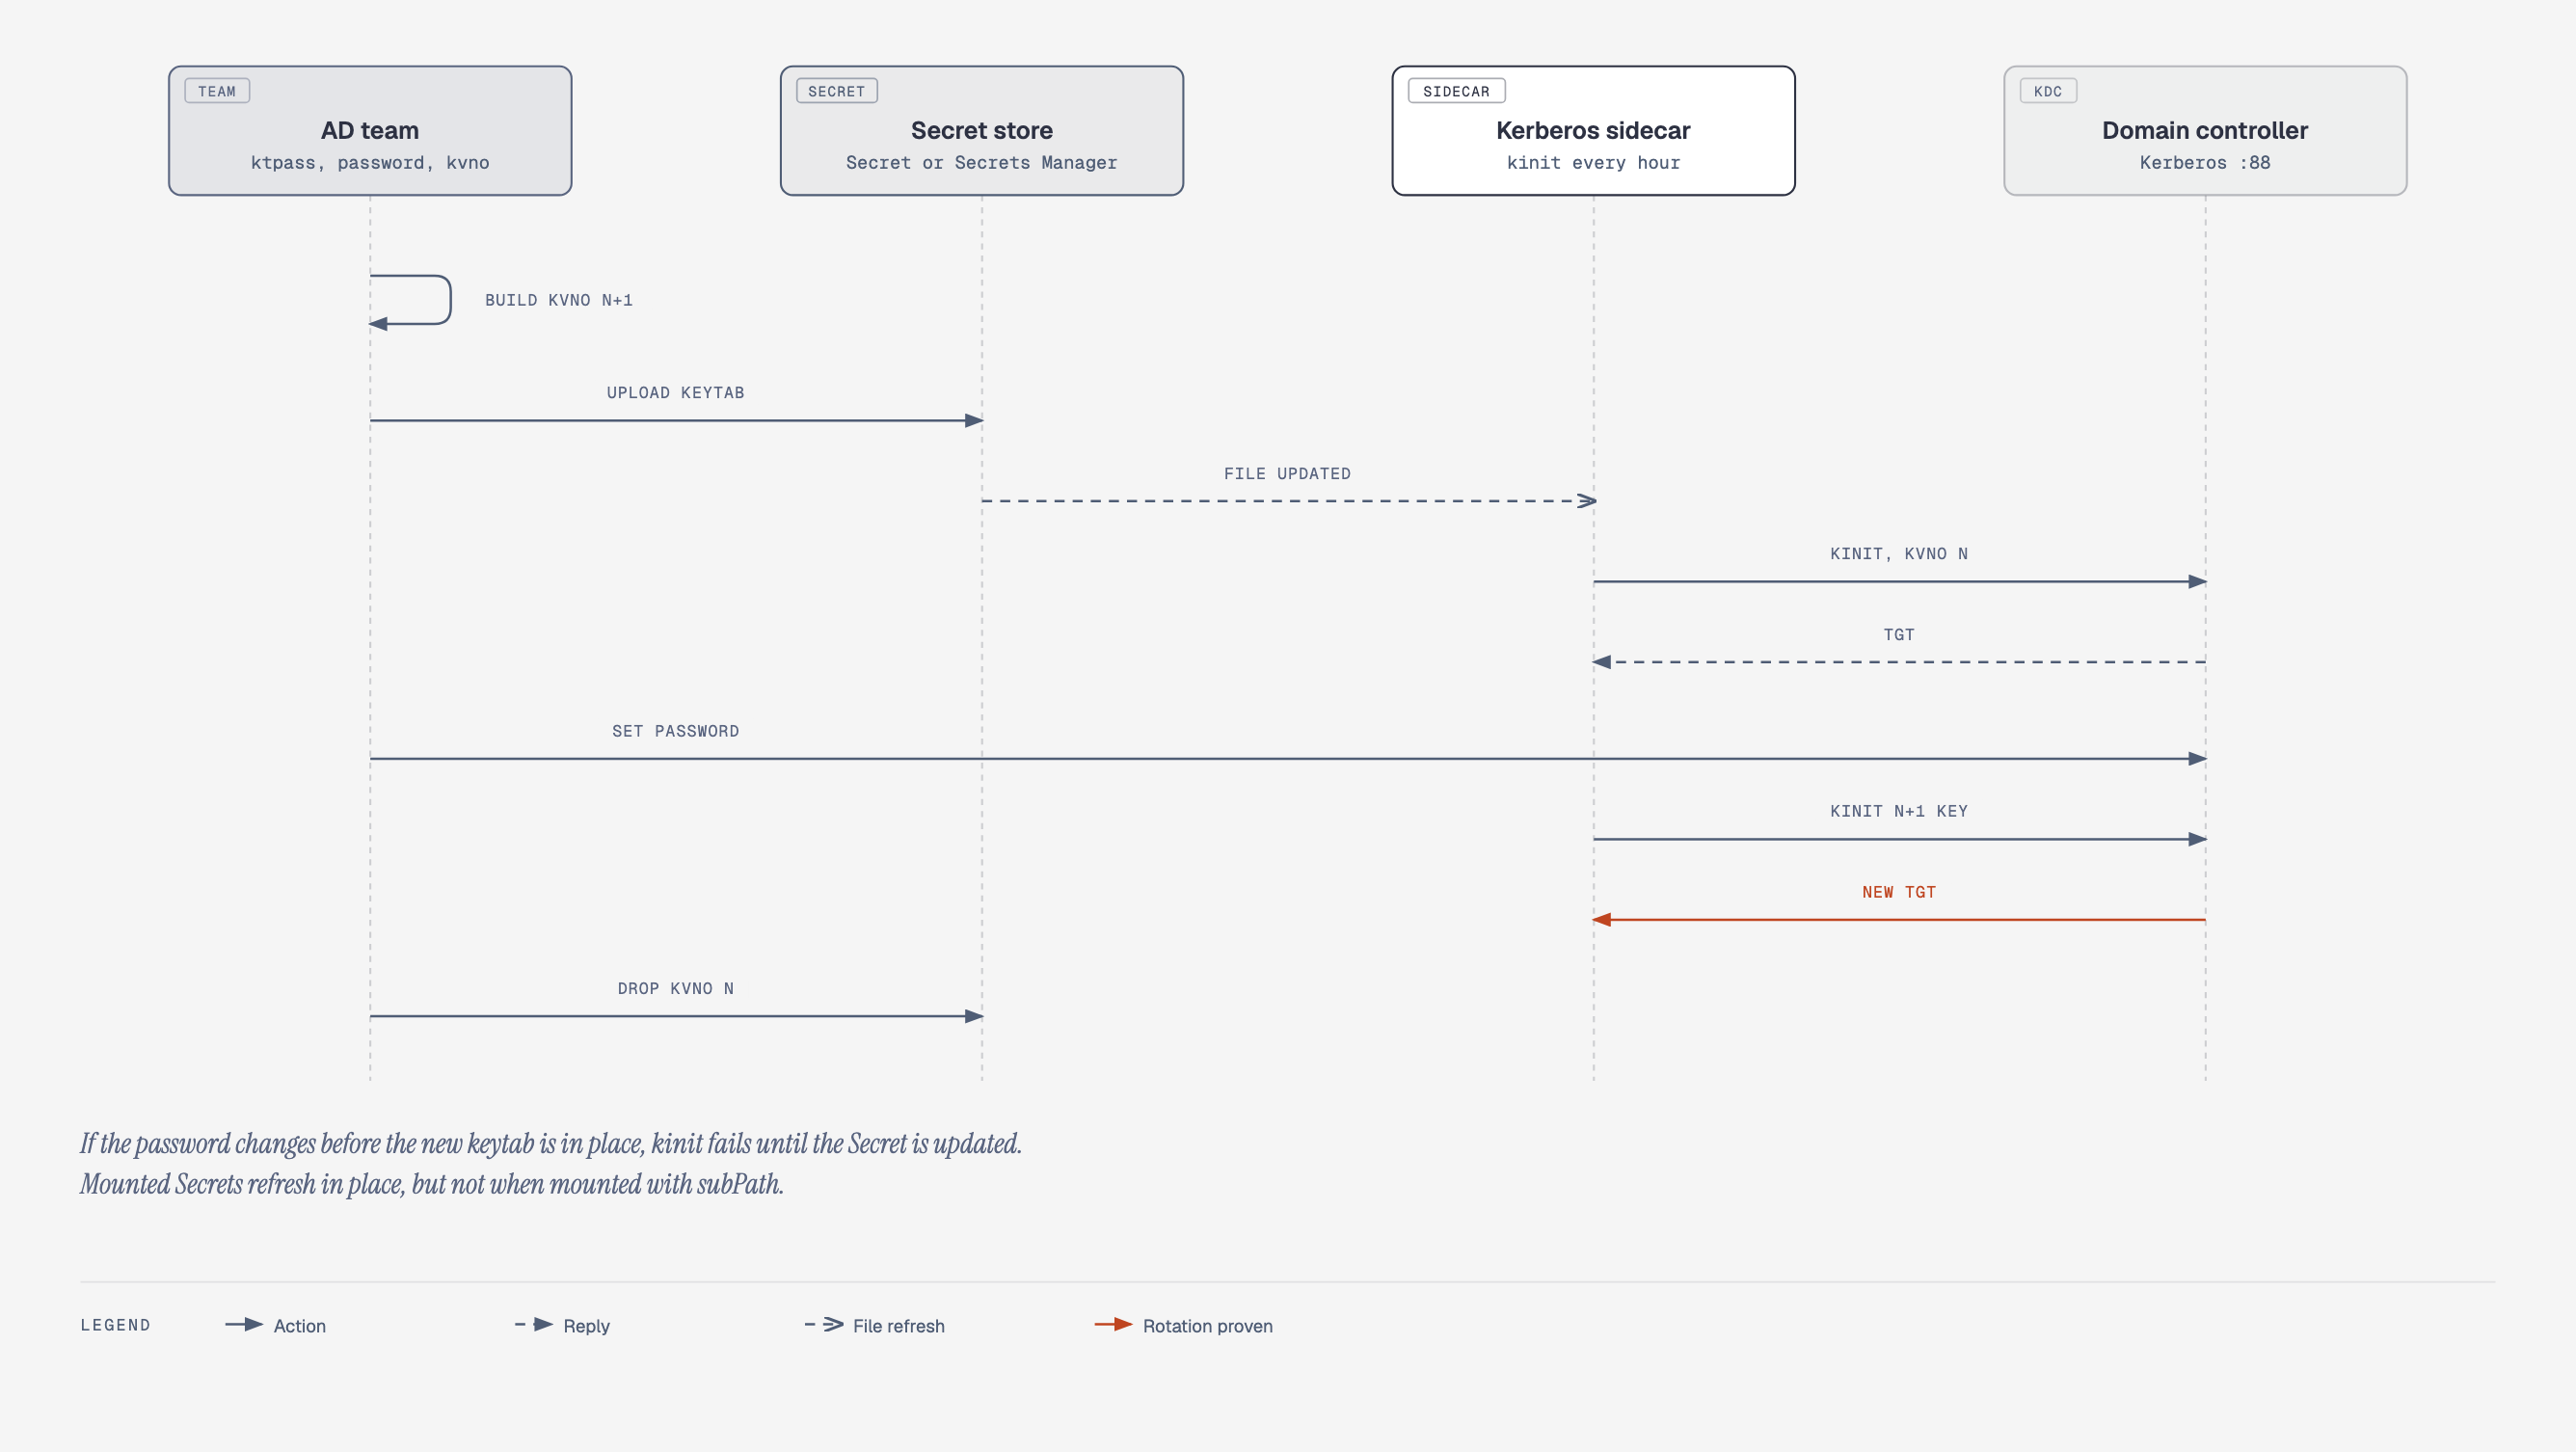 TEAM
AD team
ktpass, password, kvno
SECRET
Secret store
Secret or Secrets Manager
SIDECAR
Kerberos sidecar
kinit every hour
KDC
Domain controller
Kerberos :88
BUILD KVNO N+1
UPLOAD KEYTAB
FILE UPDATED
KINIT, KVNO N
TGT
SET PASSWORD
KINIT N+1 KEY
NEW TGT
DROP KVNO N
If the password changes before the new keytab is in place, kinit fails until the Secret is updated.
Mounted Secrets refresh in place, but not when mounted with subPath.
LEGEND
Action
Reply
File refresh
Rotation proven